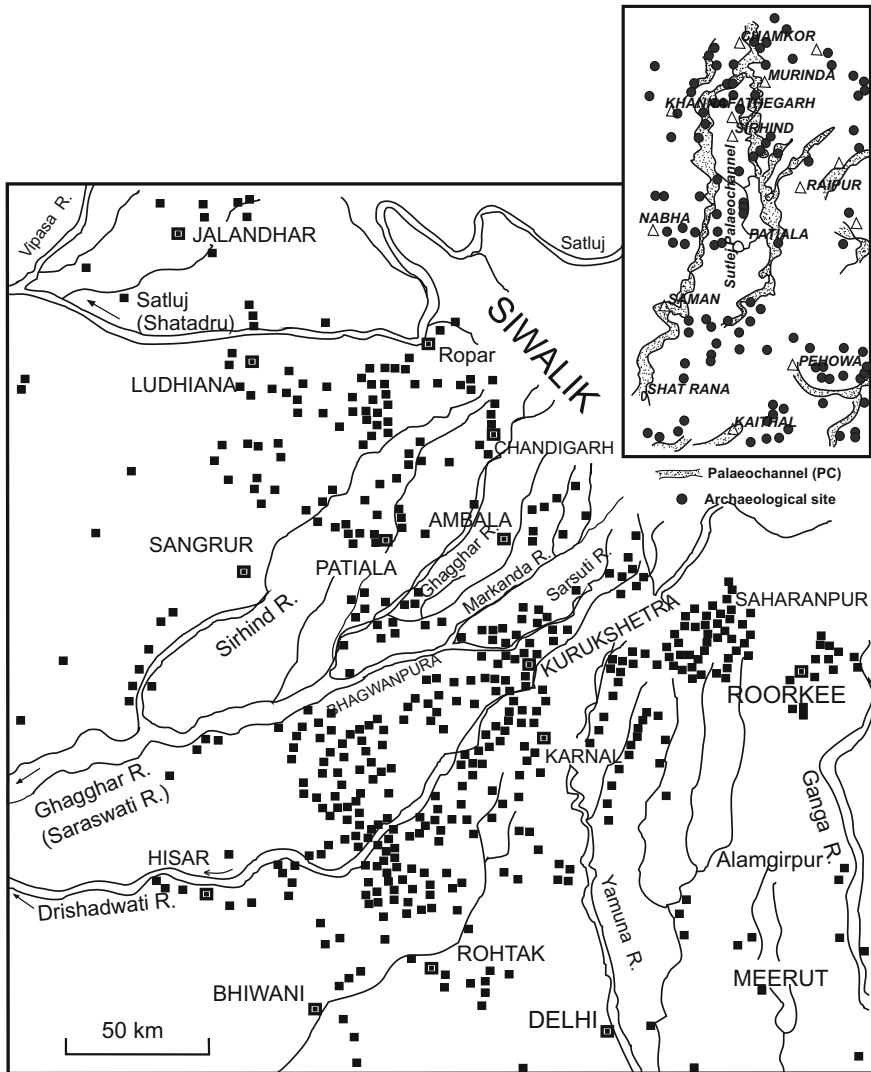 CHAMKOR
MURINDA
KHANNA
FATHEGARH
SIRHIND
Sutlej Palaeochannel
RAIPUR
NABHA
PATIALA
SAMAN
PEHOWA
SHAT RANA
KAITHAL
Palaeochannel (PC)
Archaeological site
Vipasa R.
JALANDHAR
Satluj
Satluj
(Shatadru)
SIWALIK
Ropar
LUDHIANA
CHANDIGARH
AMBALA
SANGRUR
PATIALA
Ghagghar R.
Markanda R.
Sarsuti R.
Sirhind R.
SAHARANPUR
KURUKSHETRA
BHAGWANPURA
ROORKEE
KARNAL
Ghagghar R.
(Saraswati R.)
Ganga R.
HISAR
Alamgirpur
Drishadwati R.
Yamuna R.
ROHTAK
MEERUT
BHIWANI
DELHI
50 km